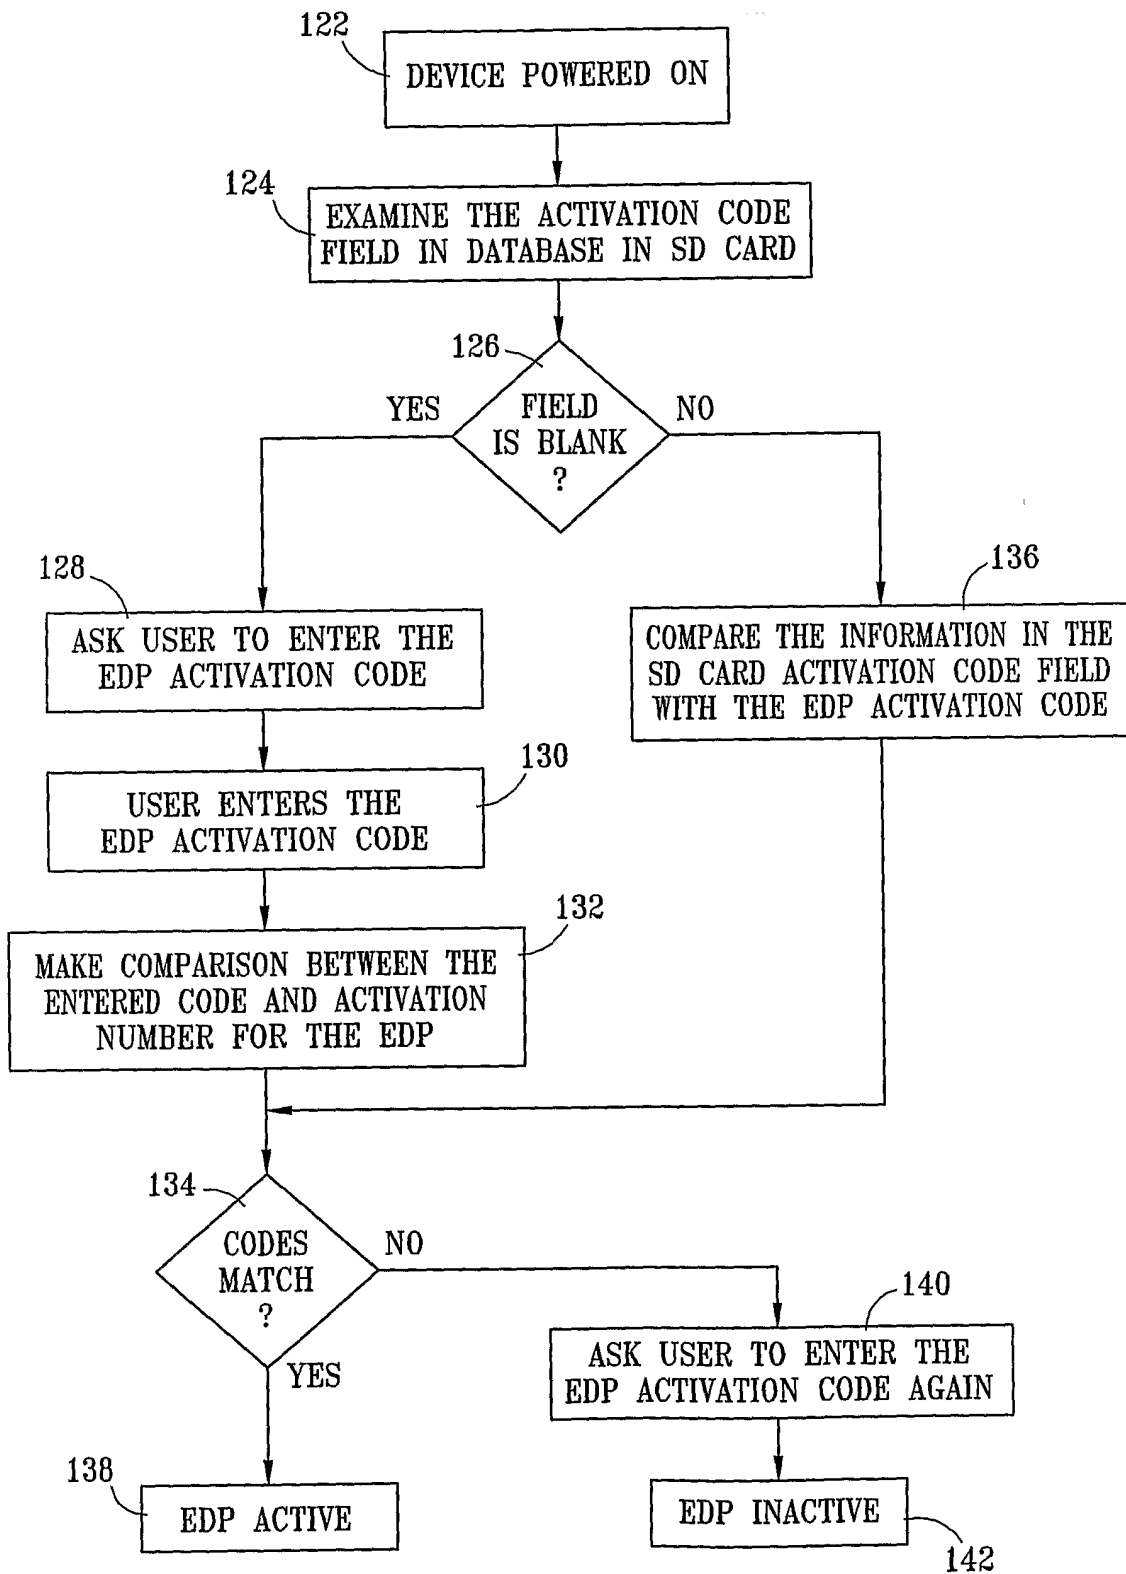 122
DEVICE POWERED ON
124
EXAMINE THE ACTIVATION CODE
FIELD IN DATABASE IN SD CARD
126
YES
FIELD
IS BLANK
?
NO
128
ASK USER TO ENTER THE
EDP ACTIVATION CODE
136
COMPARE THE INFORMATION IN THE
SD CARD ACTIVATION CODE FIELD
WITH THE EDP ACTIVATION CODE
130
USER ENTERS THE
EDP ACTIVATION CODE
132
MAKE COMPARISON BETWEEN THE
ENTERED CODE AND ACTIVATION
NUMBER FOR THE EDP
134
CODES
MATCH
?
NO
YES
140
ASK USER TO ENTER THE
EDP ACTIVATION CODE AGAIN
138
EDP ACTIVE
EDP INACTIVE
142